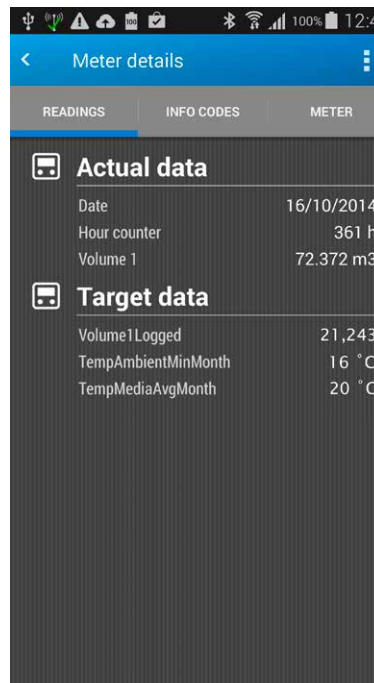 100 100% 12:4
Meter details
READINGS INFO CODES METER
Actual data
Date 16/10/2014
Hour counter 361 h
Volume 1 72.372 m3
Target data
Volume1Logged 21,243
TempAmbientMinMonth 16 °C
TempMediaAvgMonth 20 °C